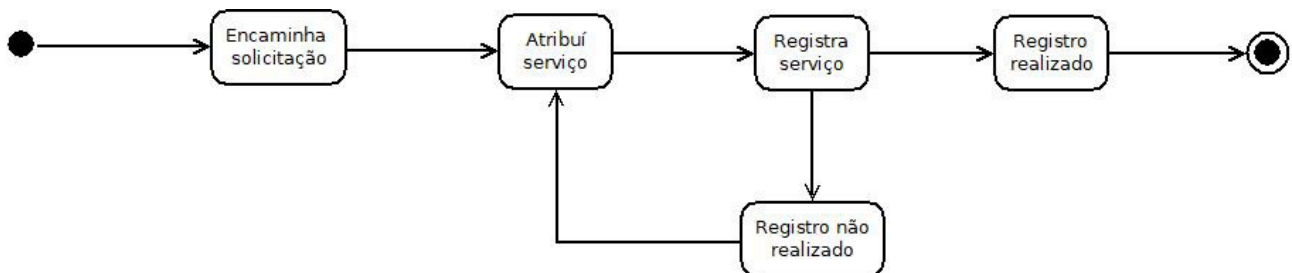 Encaminha
solicitação
Atribuí
serviço
Registra
serviço
Registro
realizado
Registro não
realizado